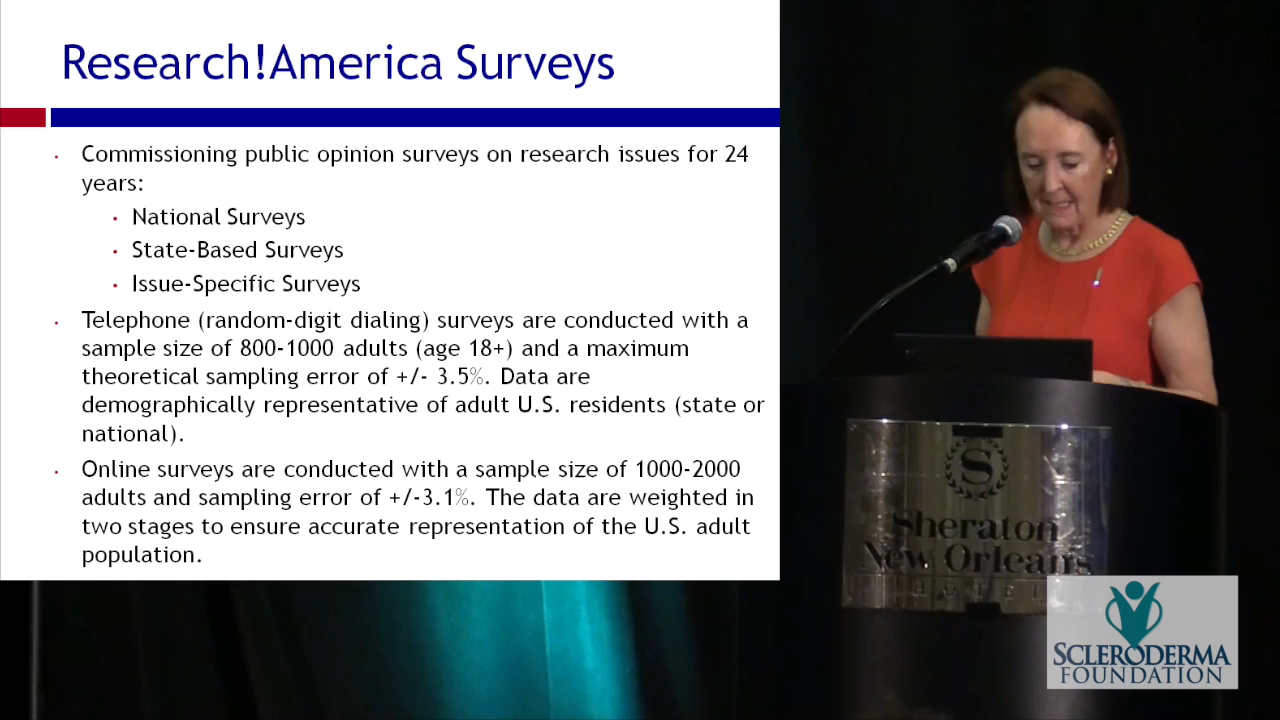 Research!America Surveys
• Commissioning public opinion surveys on research issues for 24
years:
• National Surveys
• State-Based Surveys
• Issue-Specific Surveys
• Telephone (random-digit dialing) surveys are conducted with a
sample size of 800-1000 adults (age 18+) and a maximum
theoretical sampling error of +/- 3.5%. Data are
demographically representative of adult U.S. residents (state or
national).
• Online surveys are conducted with a sample size of 1000-2000
adults and sampling error of +/-3.1%. The data are weighted in
two stages to ensure accurate representation of the U.S. adult
population.
S
Sheraton
New Orleans
HOTEL
SCLERODERMA
FOUNDATION